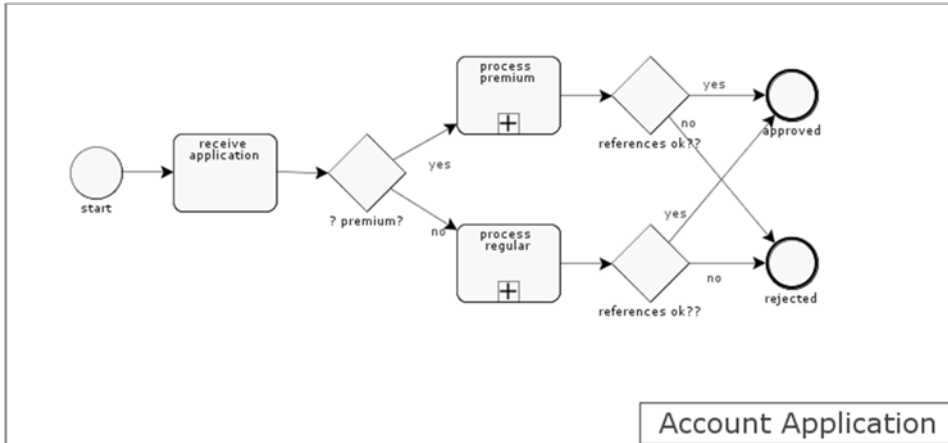 process
premium
yes
no
references ok??
approved
receive
application
start
yes
? premium?
no
process
regular
yes
no
references ok??
rejected
Account Application